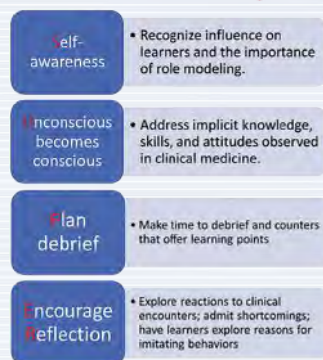 Self-
awareness
• Recognize influence on
learners and the importance
of role modeling.
Unconscious
becomes
conscious
• Address implicit knowledge,
skills, and attitudes observed
in clinical medicine.
Plan
debrief
• Make time to debrief and counters
that offer learning points
Encourage
Reflection
• Explore reactions to clinical
encounters; admit shortcomings;
have learners explore reasons for
imitating behaviors